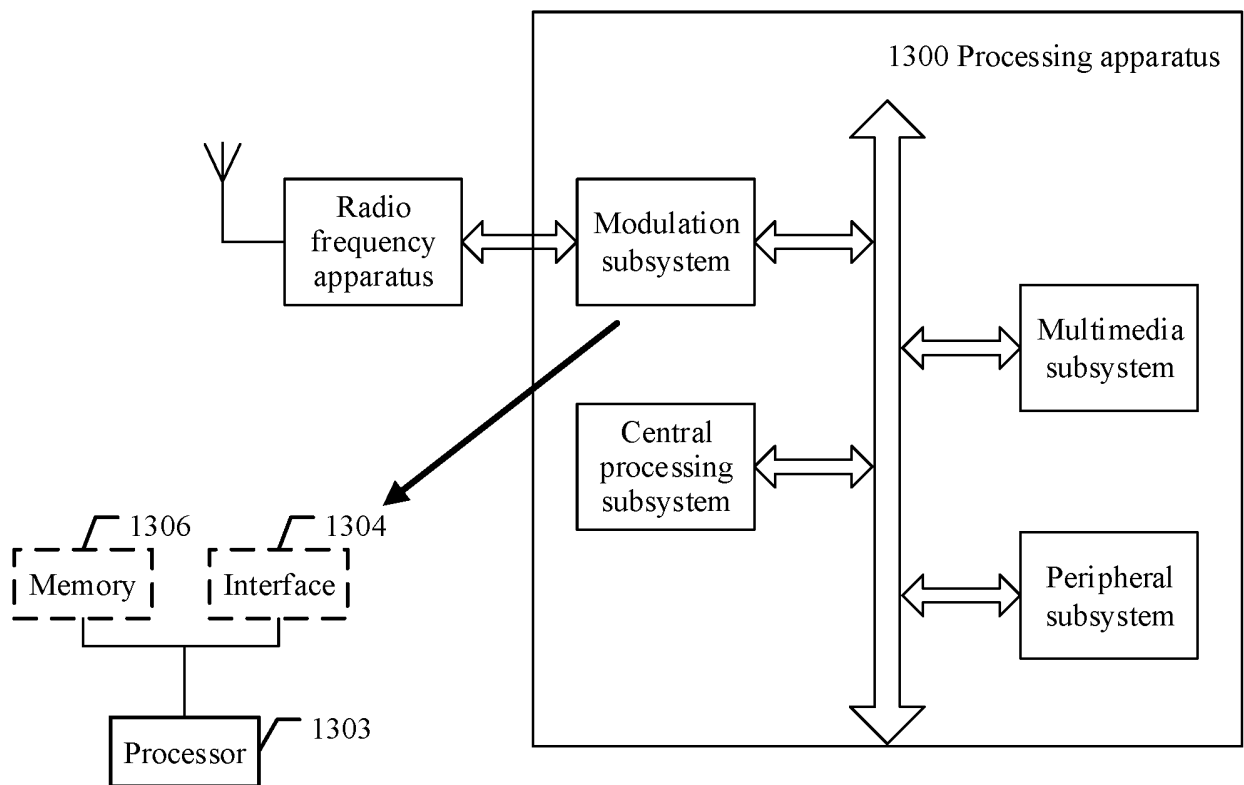 1300 Processing apparatus
Radio
frequency
apparatus
Modulation
subsystem
Multimedia
subsystem
Central
processing
subsystem
1306
1304
Memory
Interface
Peripheral
subsystem
1303
Processor